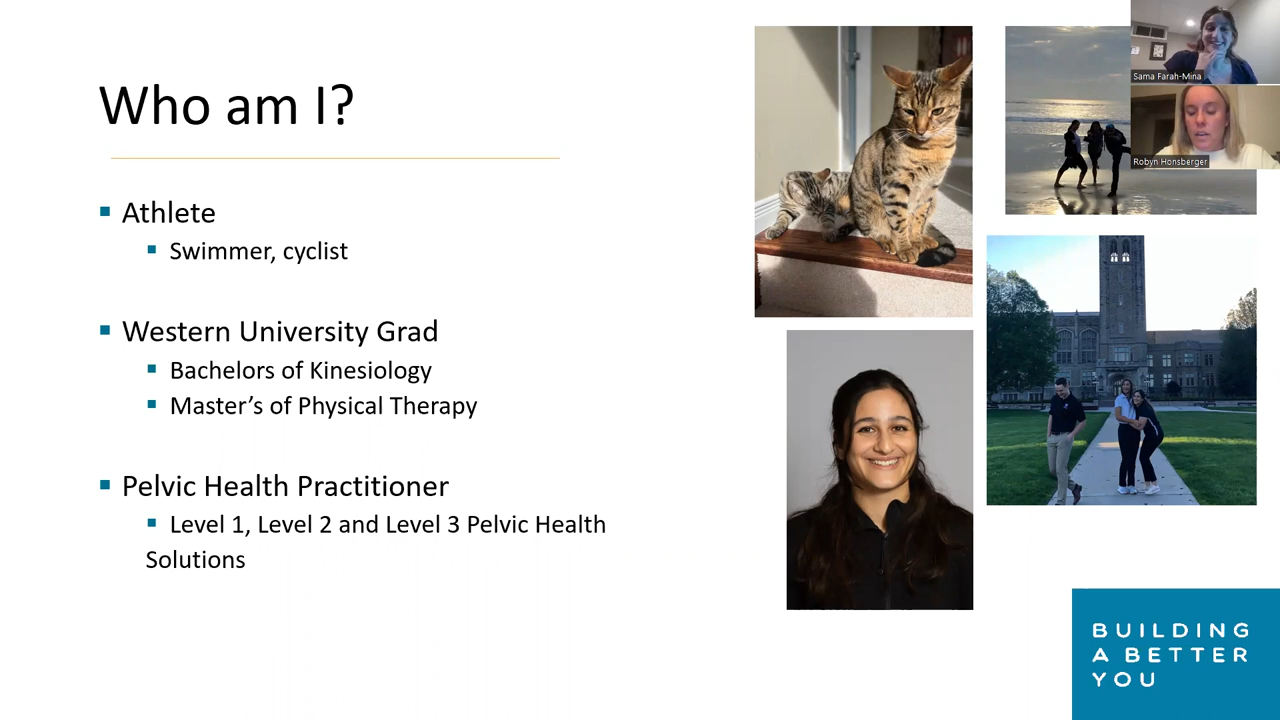 Who am I?
Athlete
Swimmer, cyclist
Western University Grad
Bachelors of Kinesiology
Master’s of Physical Therapy
Pelvic Health Practitioner
Level 1, Level 2 and Level 3 Pelvic Health
Solutions
Sama Farah-Mina
Robyn Honsberger
BUILDING
A BETTER
YOU